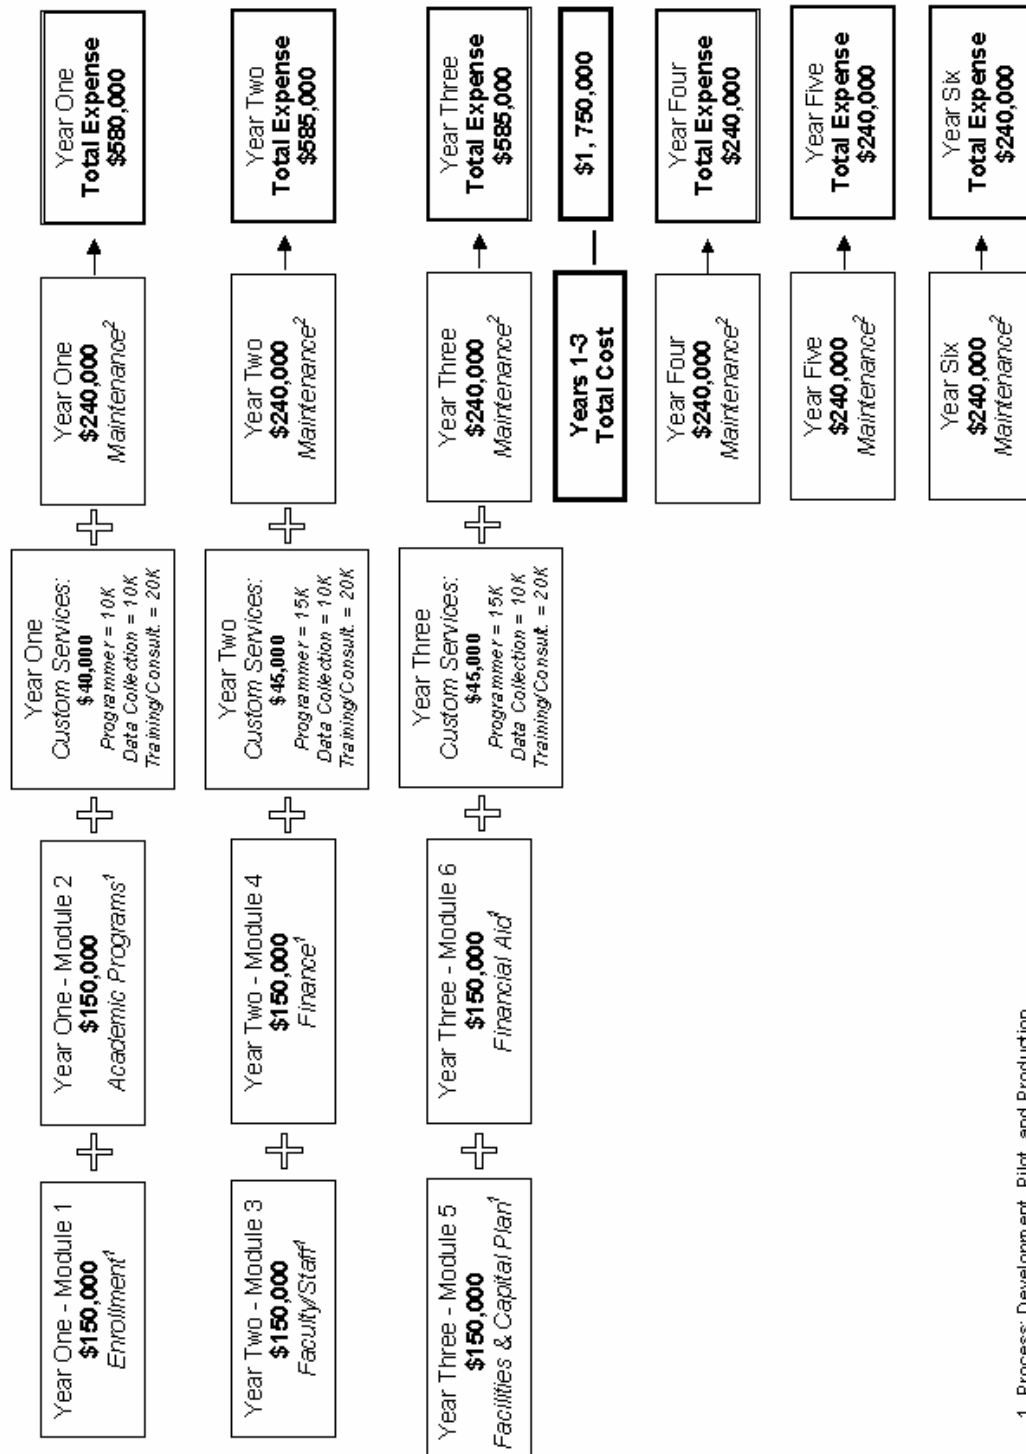 Year One - Module 1
$150,000
Enrollment¹
Year One - Module 2
$150,000
Academic Programs¹
Year One
Custom Services:
$40,000
Programmer = 10K
Data Collection = 10K
Training/Consult. = 20K
Year One
$240,000
Maintenance²
Year One
Total Expense
$580,000
Year Two - Module 3
$150,000
Faculty/Staff¹
Year Two - Module 4
$150,000
Finance¹
Year Two
Custom Services:
$45,000
Programmer = 15K
Data Collection = 10K
Training/Consult. = 20K
Year Two
$240,000
Maintenance²
Year Two
Total Expense
$585,000
Year Three - Module 5
$150,000
Facilities & Capital Plan¹
Year Three - Module 6
$150,000
Financial Aid¹
Year Three
Custom Services:
$45,000
Programmer = 15K
Data Collection = 10K
Training/Consult. = 20K
Year Three
$240,000
Maintenance²
Year Three
Total Expense
$585,000
Years 1-3
Total Cost
$1, 750,000
Year Four
$240,000
Maintenance²
Year Four
Total Expense
$240,000
Year Five
$240,000
Maintenance²
Year Five
Total Expense
$240,000
Year Six
$240,000
Maintenance²
Year Six
Total Expense
$240,000
1 Process: Development, Pilot, and Production